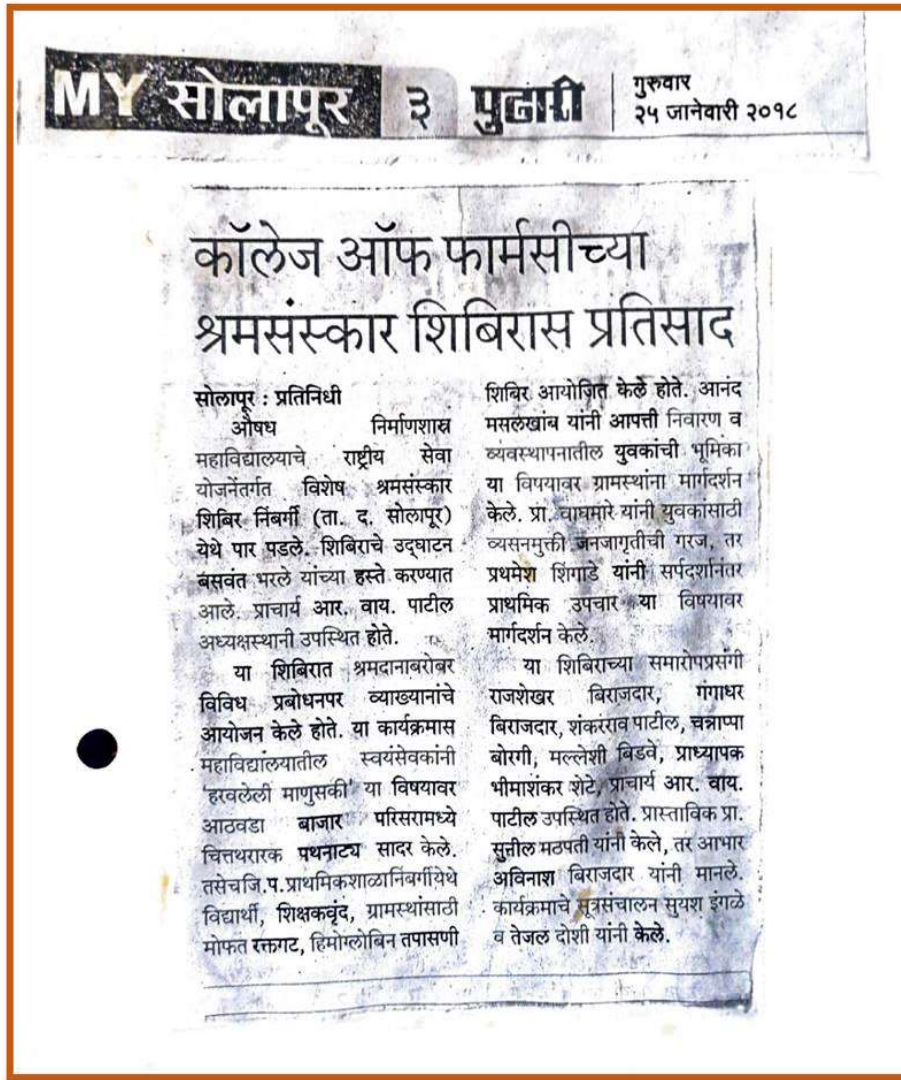 MY सोलापूर ३ पुढारी
गुरुवार
२५ जानेवारी २०१८
कॉलेज ऑफ फार्मसीच्या
श्रमसंस्कार शिबिरास प्रतिसाद
सोलापूर : प्रतिनिधी
औषध निर्माणशास्त्र
महाविद्यालयाचे राष्ट्रीय सेवा
योजनेंतर्गत विशेष श्रमसंस्कार
शिबिर निंबर्गी (ता. द. सोलापूर)
येथे पार पडले. शिबिराचे उद्घाटन
बसवंत भरले यांच्या हस्ते करण्यात
आले. प्राचार्य आर. वाय. पाटील
अध्यक्षस्थानी उपस्थित होते.
या शिबिरात श्रमदानाबरोबर
विविध प्रबोधनपर व्याख्यानांचे
आयोजन केले होते. या कार्यक्रमास
महाविद्यालयातील स्वयंसेवकांनी
'हरवलेली माणुसकी' या विषयावर
आठवडा बाजार परिसरामध्ये
चित्तथरारक पथनाट्य सादर केले.
तसेच जि.प.प्राथमिक शाळा निंबर्गी येथे
विद्यार्थी, शिक्षकवृंद, ग्रामस्थांसाठी
मोफत रक्तगट, हिमोग्लोबिन तपासणी
शिबिर आयोजित केले होते. आनंद
मसलखांब यांनी आपत्ती निवारण व
व्यवस्थापनातील युवकांची भूमिका
या विषयावर ग्रामस्थांना मार्गदर्शन
केले. प्रा. वाघमारे यांनी युवकांसाठी
व्यसनमुक्ती जनजागृतीची गरज, तर
प्रथमेश शिंगाडे यांनी सर्पदर्शानंतर
प्राथमिक उपचार या विषयावर
मार्गदर्शन केले.
या शिबिराच्या समारोपप्रसंगी
राजशेखर बिराजदार, गंगाधर
बिराजदार, शंकरराव पाटील, चन्नाप्पा
बोरगी, मल्लेशी बिडवे, प्राध्यापक
भीमाशंकर शेटे, प्राचार्य आर. वाय.
पाटील उपस्थित होते. प्रास्ताविक प्रा.
सुनील मठपती यांनी केले, तर आभार
अविनाश बिराजदार यांनी मानले.
कार्यक्रमाचे सूत्रसंचालन सुयश इंगळे
व तेजल दोशी यांनी केले.